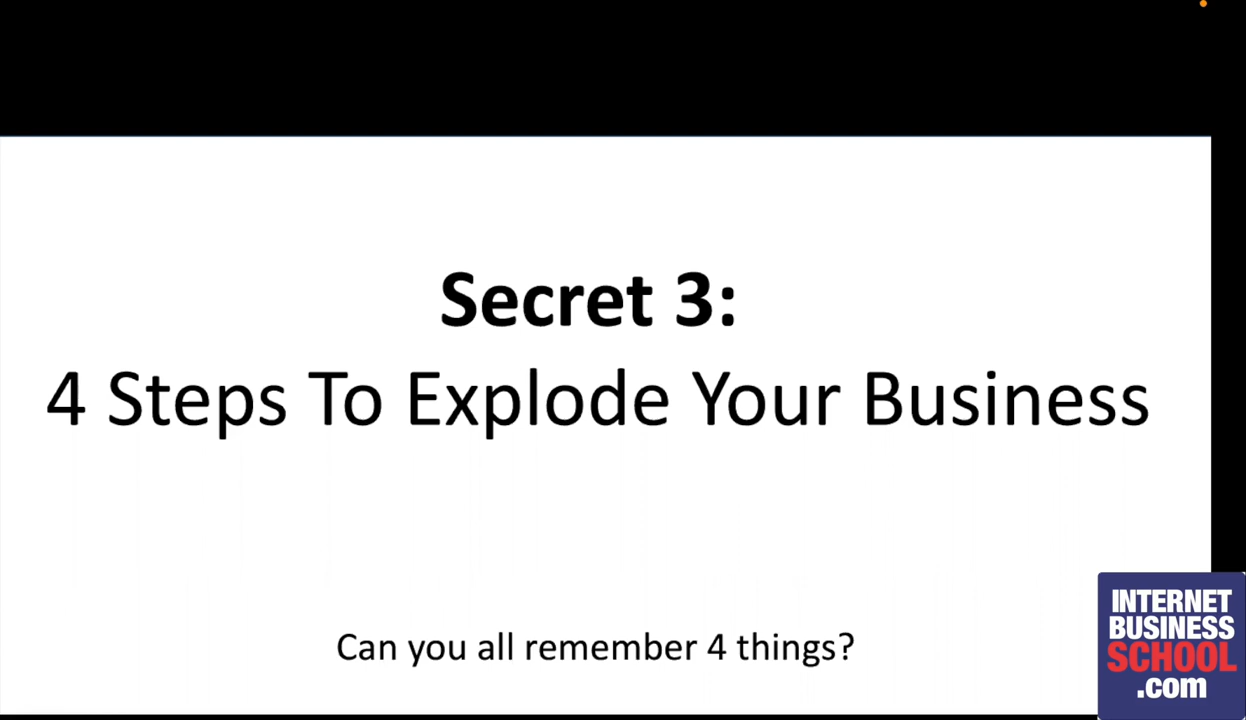 Secret 3:
4 Steps To Explode Your Business
Can you all remember 4 things?
INTERNET
BUSINESS
SCHOOL
.com